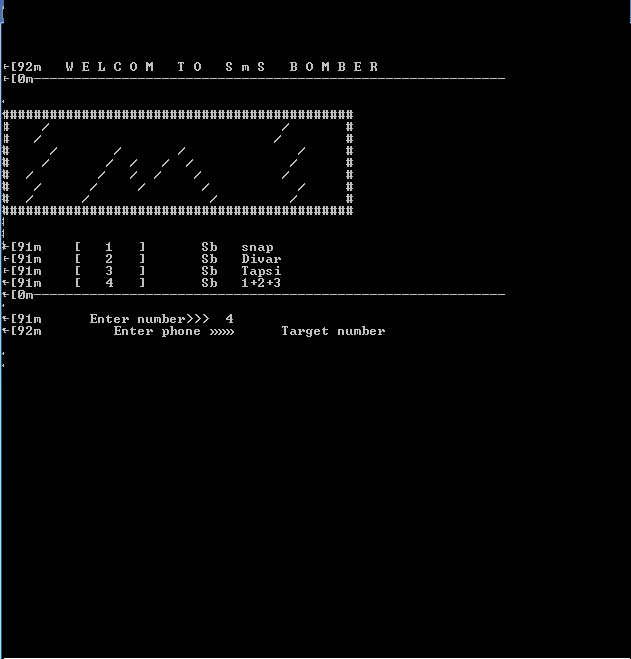 ←[92m W E L C O M T O S m S B O M B E R
←[0m-----------------------------------------------------------
############################################
# / / #
# / / #
# / / / / #
# / / / / / / #
# / / / / / / #
# / / / / / #
# / / / / #
############################################
←[91m [ 1 ] Sb snap
←[91m [ 2 ] Sb Divar
←[91m [ 3 ] Sb Tapsi
←[91m [ 4 ] Sb 1+2+3
←[0m-----------------------------------------------------------
←[91m Enter number>>> 4
←[92m Enter phone »»» Target number